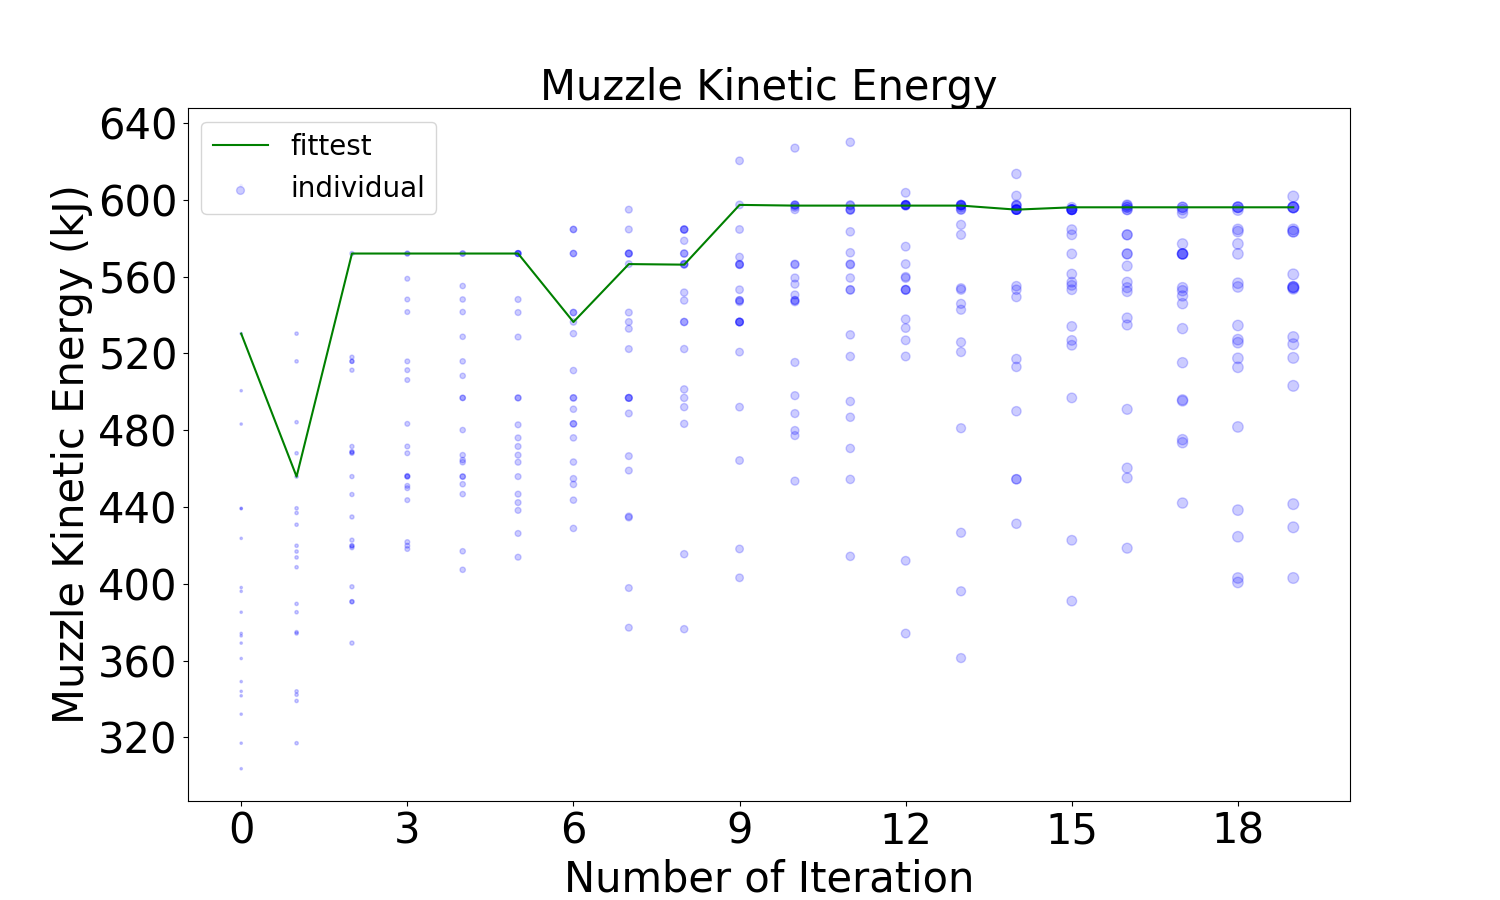 Muzzle Kinetic Energy
fittest
individual
Muzzle Kinetic Energy (kJ)
640
600
560
520
480
440
400
360
320
0 3 6 9 12 15 18
Number of Iteration